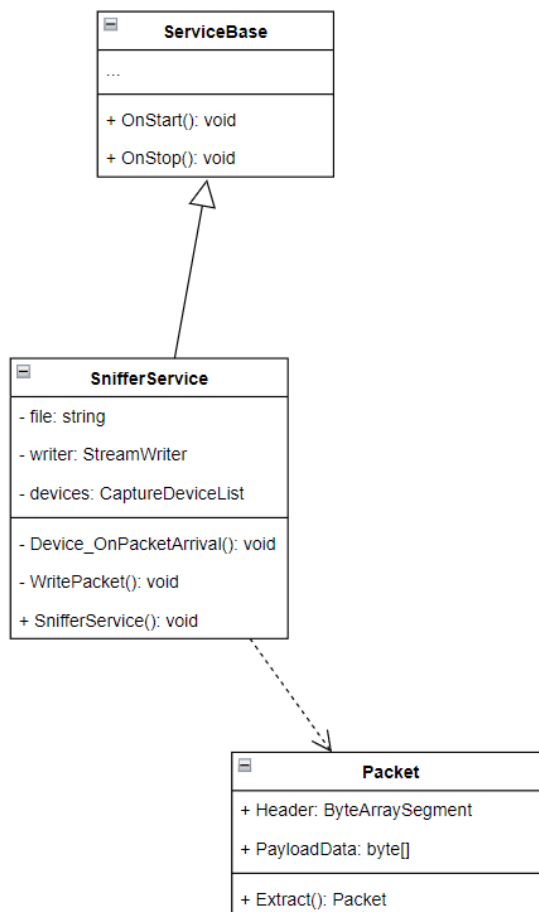 ServiceBase
...
+ OnStart(): void
+ OnStop(): void
SnifferService
- file: string
- writer: StreamWriter
- devices: CaptureDeviceList
- Device_OnPacketArrival(): void
- WritePacket(): void
+ SnifferService(): void
Packet
+ Header: ByteArraySegment
+ PayloadData: byte[]
+ Extract(): Packet